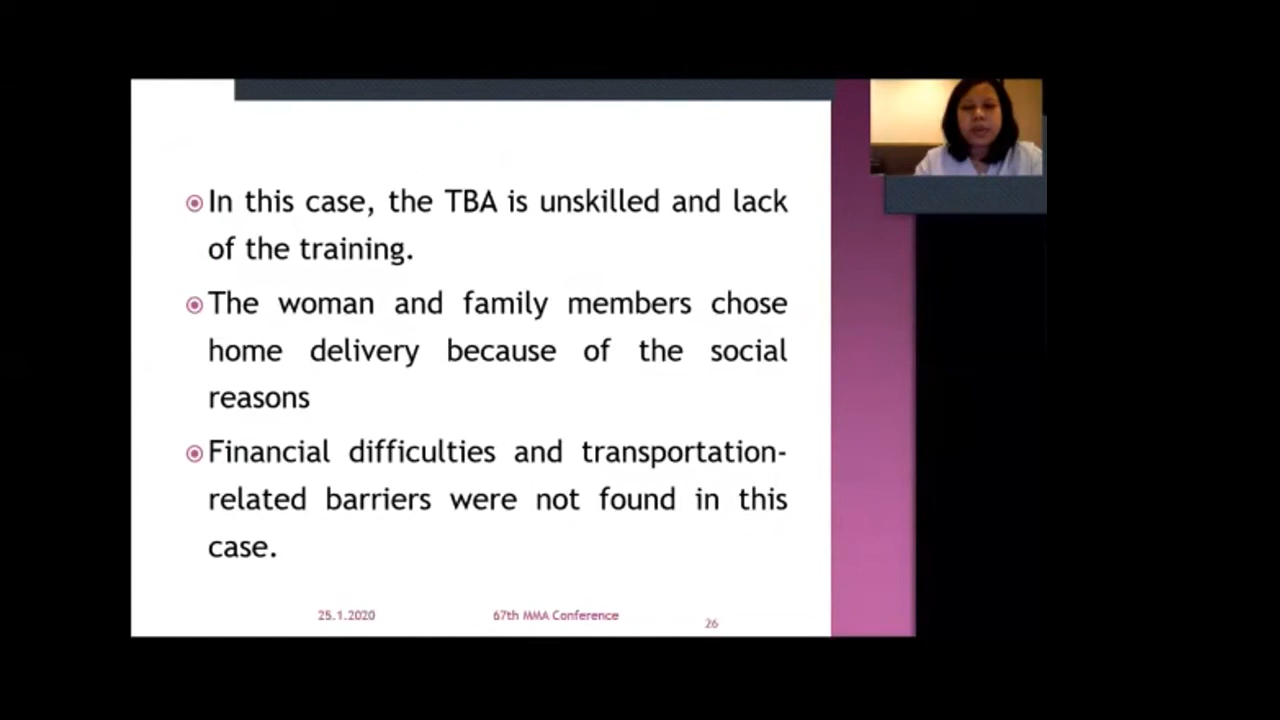 In this case, the TBA is unskilled and lack
of the training.
The woman and family members chose
home delivery because of the social
reasons
Financial difficulties and transportation-
related barriers were not found in this
case.
25.1.2020
67th MMA Conference
26